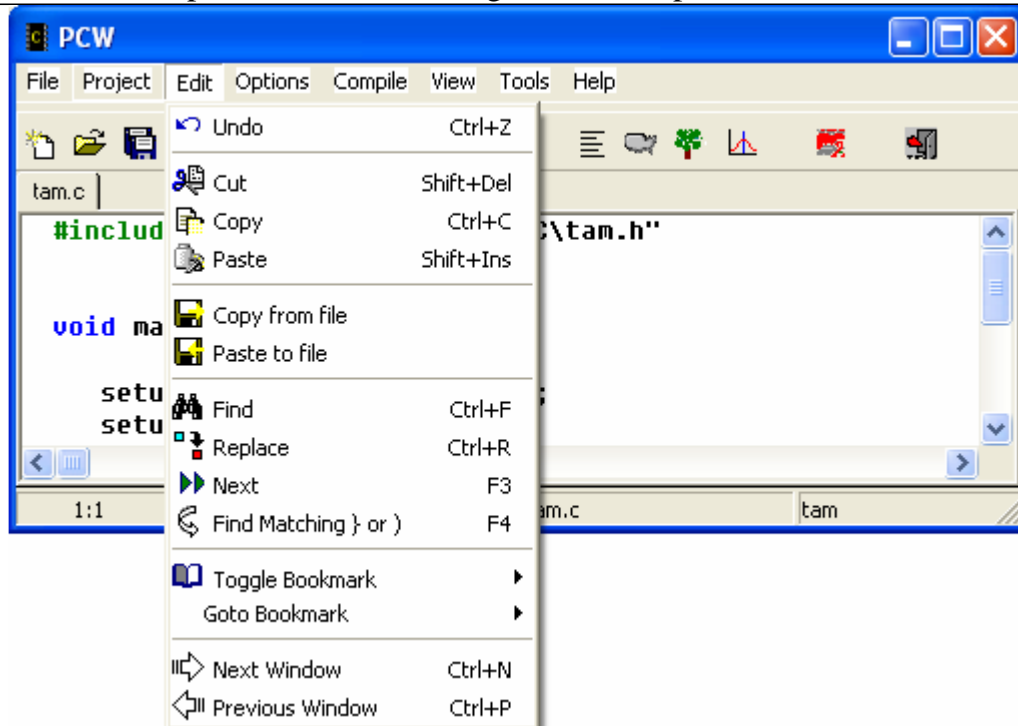 PCW
File Project Edit Options Compile View Tools Help
Undo Ctrl+Z
Cut Shift+Del
Copy Ctrl+C
Paste Shift+Ins
Copy from file
Paste to file
Find Ctrl+F
Replace Ctrl+R
Next F3
Find Matching } or ) F4
Toggle Bookmark
Goto Bookmark
Next Window Ctrl+N
Previous Window Ctrl+P
tam.c
#includ C\tam.h"
void ma
setu ;
setu
1:1 am.c tam